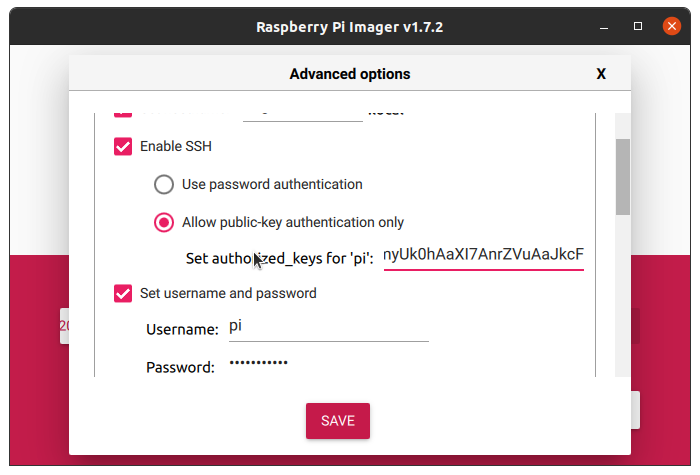 Raspberry Pi Imager v1.7.2
Advanced options X
Enable SSH
Use password authentication
Allow public-key authentication only
Set authorized_keys for 'pi': nyUk0hAaXI7AnrZVuAaJkcF
Set username and password
Username: pi
Password: •••••••••••
SAVE